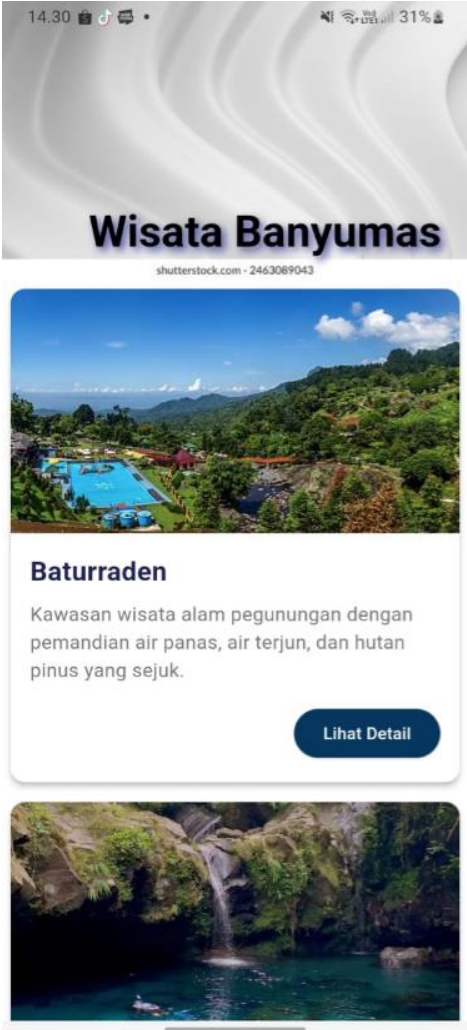 14.30
31%
Wisata Banyumas
shutterstock.com · 2463089043
Baturraden
Kawasan wisata alam pegunungan dengan
pemandian air panas, air terjun, dan hutan
pinus yang sejuk.
Lihat Detail